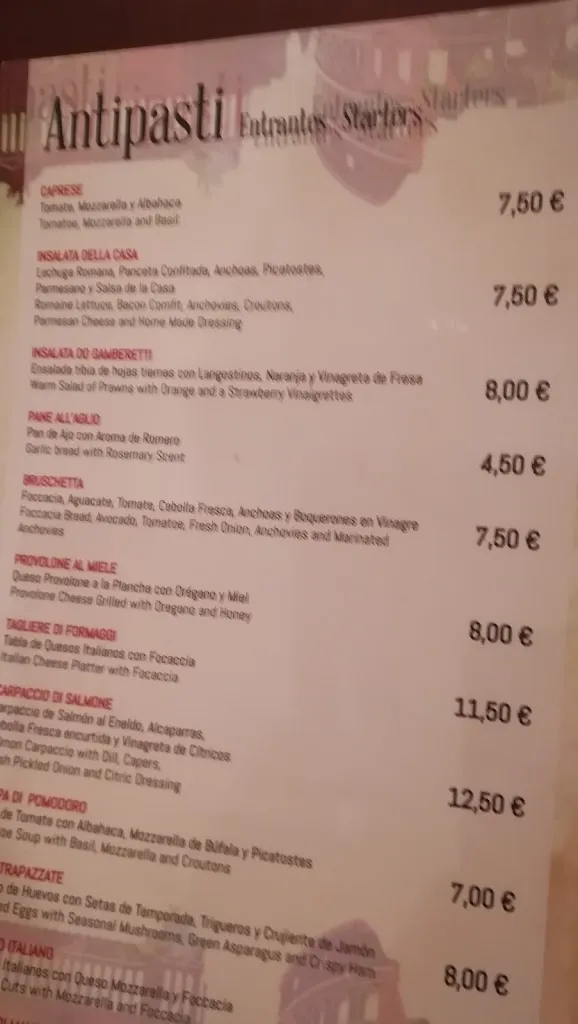 Antipasti Entrantes Starters
CAPRESE
Tomate, Mozzarella y Albahaca
Tomatoe, Mozzarella and Basil
7,50 €
INSALATA DELLA CASA
Lechuga Romana, Panceta Confitada, Anchoas, Picatostes,
Parmesano y Salsa de la Casa
Romaine Lettuce, Bacon Comfit, Anchovies, Croutons,
Parmesan Cheese and Home Made Dressing
7,50 €
INSALATA DO GAMBERETTI
Ensalada tibia de hojas tiernas con Langostinos, Naranja y Vinagreta de Fresa
Warm Salad of Prawns with Orange and a Strawberry Vinaigrettes
8,00 €
PANE ALL'AGLIO
Pan de Ajo con Aroma de Romero
Garlic bread with Rosemary Scent
4,50 €
BRUSCHETTA
Foccacia, Aguacate, Tomate, Cebolla Fresca, Anchoas y Boquerones en Vinagre
Foccacia Bread, Avocado, Tomatoe, Fresh Onion, Anchovies and Marinated
Anchovies
7,50 €
PROVOLONE AL MIELE
Queso Provolone a la Plancha con Orégano y Miel
Provolone Cheese Grilled with Oregano and Honey
8,00 €
TAGLIERE DI FORMAGGI
Tabla de Quesos Italianos con Focaccia
Italian Cheese Platter with Focaccia
11,50 €
CARPACCIO DI SALMONE
arpaccio de Salmón al Eneldo, Alcaparras,
ebolla Fresca encurtida y Vinagreta de Cítricos
lmon Carpaccio with Dill, Capers,
sh Pickled Onion and Citric Dressing
12,50 €
PA DI POMODORO
de Tomate con Albahaca, Mozzarella de Búfala y Picatostes
oe Soup with Basil, Mozzarella and Croutons
7,00 €
TRAPAZZATE
o de Huevos con Setas de Temporada, Trigueros y Crujiente de Jamón
ed Eggs with Seasonal Mushrooms, Green Asparagus and Crispy Ham
8,00 €
O ITALIANO
Italianos con Queso Mozzarella y Foccacia
Cuts with Mozzarella and Foccacia